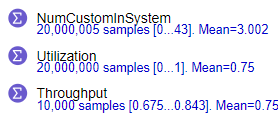 NumCustomInSystem
20,000,005 samples [0...43]. Mean=3.002
Utilization
20,000,000 samples [0...1]. Mean=0.75
Throughput
10,000 samples [0.675...0.843]. Mean=0.75